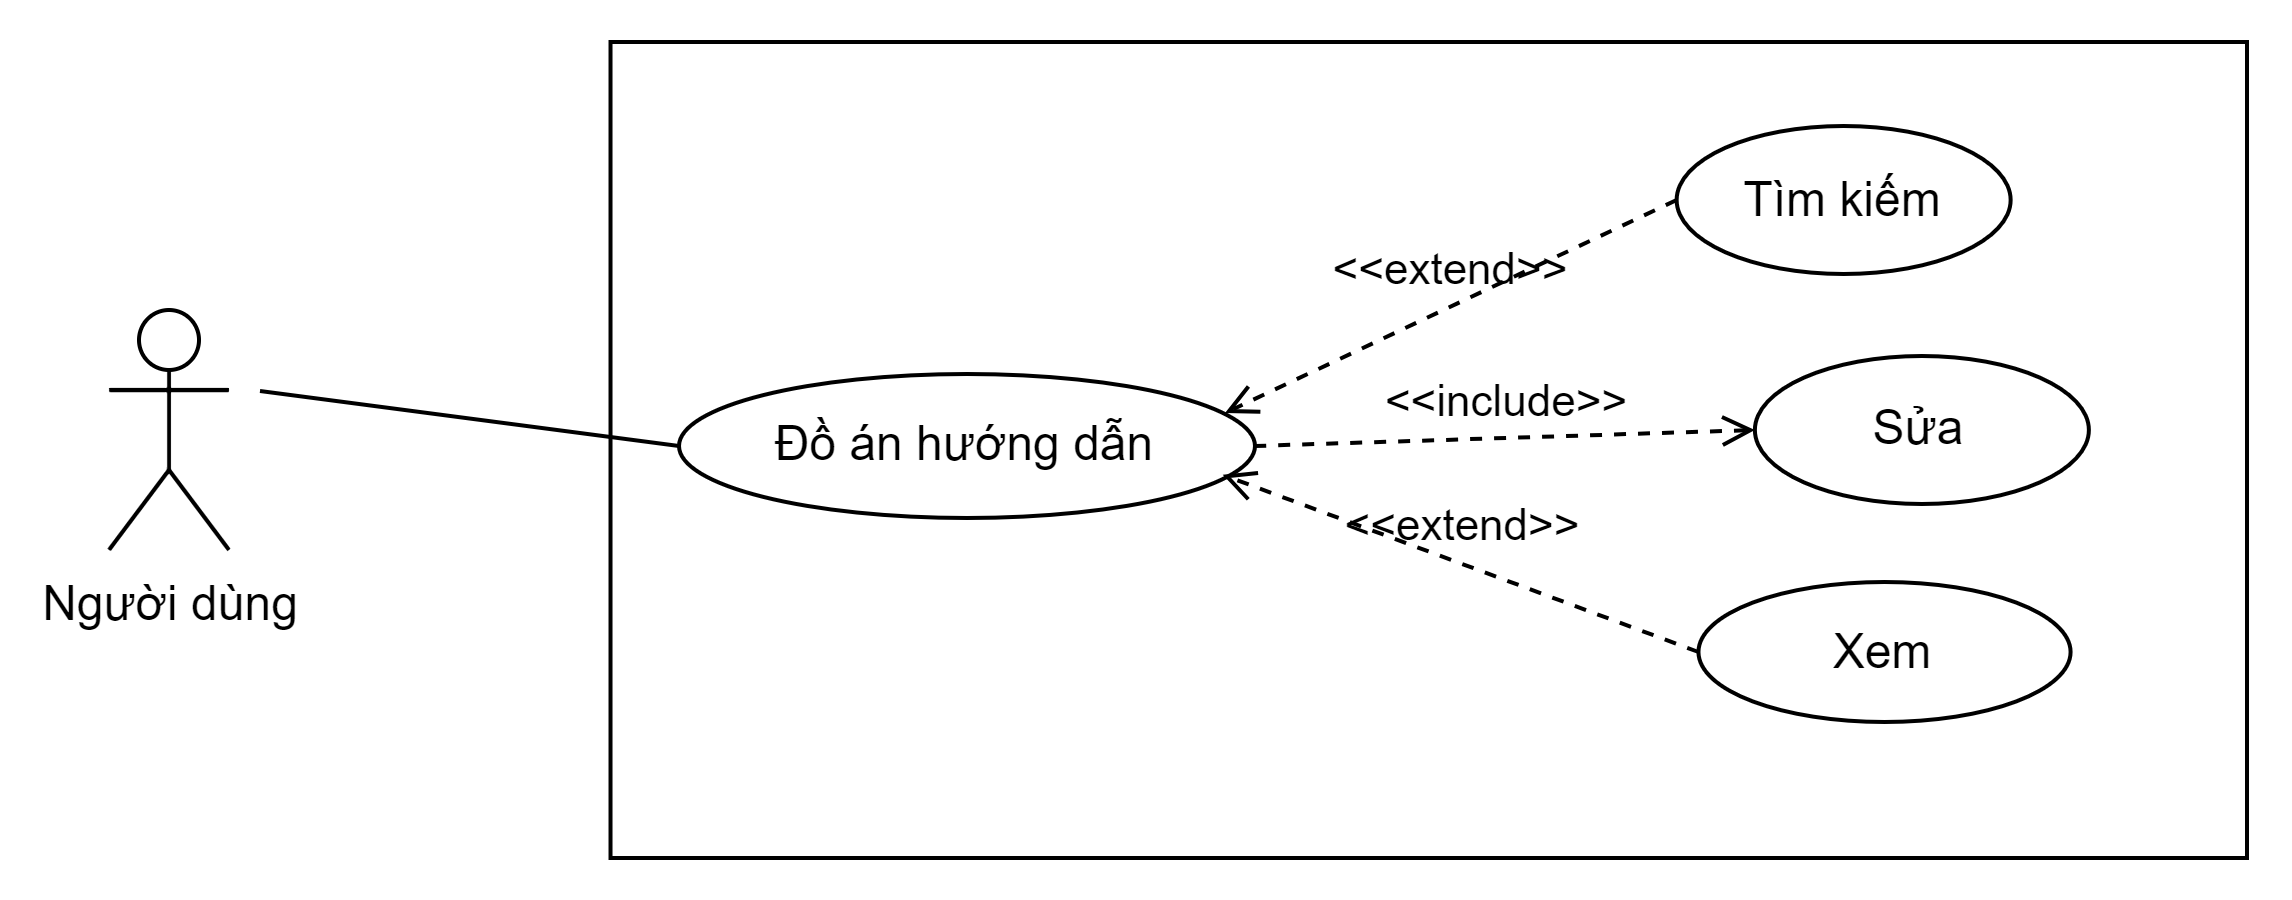 Tìm kiếm
<<extend>>
<<include>>
Sửa
Đồ án hướng dẫn
<<extend>>
Người dùng
Xem